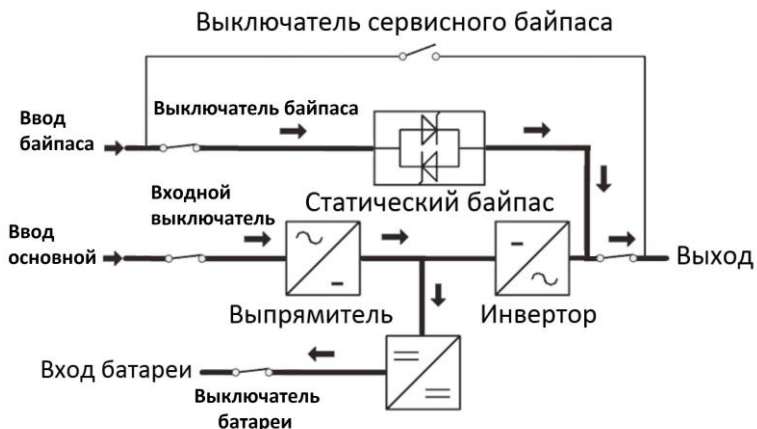 Выключатель сервисного байпаса
Выключатель байпаса
Ввод
байпаса
Статический байпас
Входной
выключатель
Ввод
основной
Выход
Выпрямитель
Инвертор
Вход батареи
Выключатель
батареи